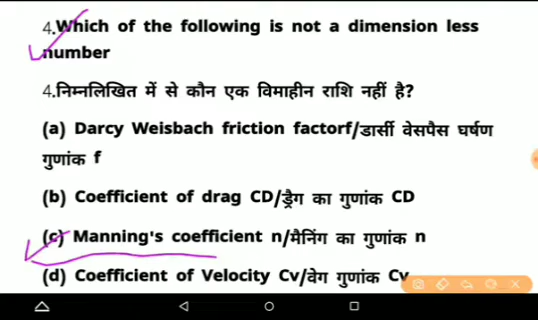 4.Which of the following is not a dimension less
number
4.निम्नलिखित में से कौन एक विमाहीन राशि नहीं है?
(a) Darcy Weisbach friction factorf/डार्सी वेसपैस घर्षण
गुणांक f
(b) Coefficient of drag CD/ड्रैग का गुणांक CD
(c) Manning's coefficient n/मैनिंग का गुणांक n
(d) Coefficient of Velocity Cv/वेग गुणांक Cv